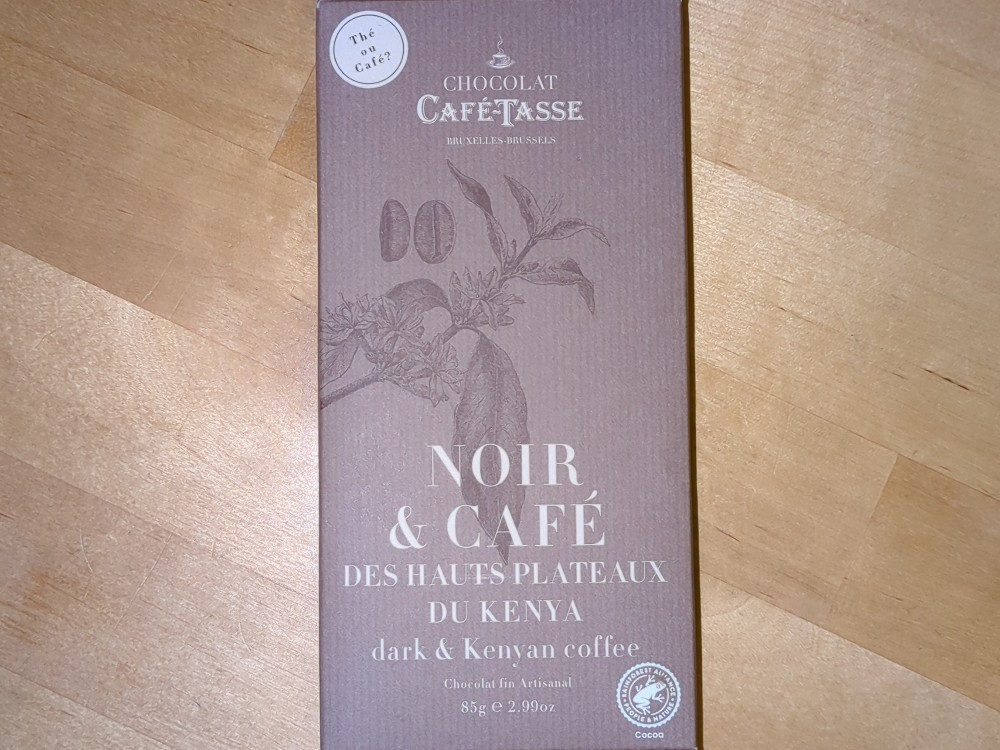 Thé
ou
Café?
CHOCOLAT
CAFÉ-TASSE
BRUXELLES-BRUSSELS
NOIR
& CAFÉ
DES HAUTS PLATEAUX
DU KENYA
dark & Kenyan coffee
Chocolat fin Artisanal
85g ℮ 2.99oz
RAINFOREST ALLIANCE
PEOPLE & NATURE
Cocoa